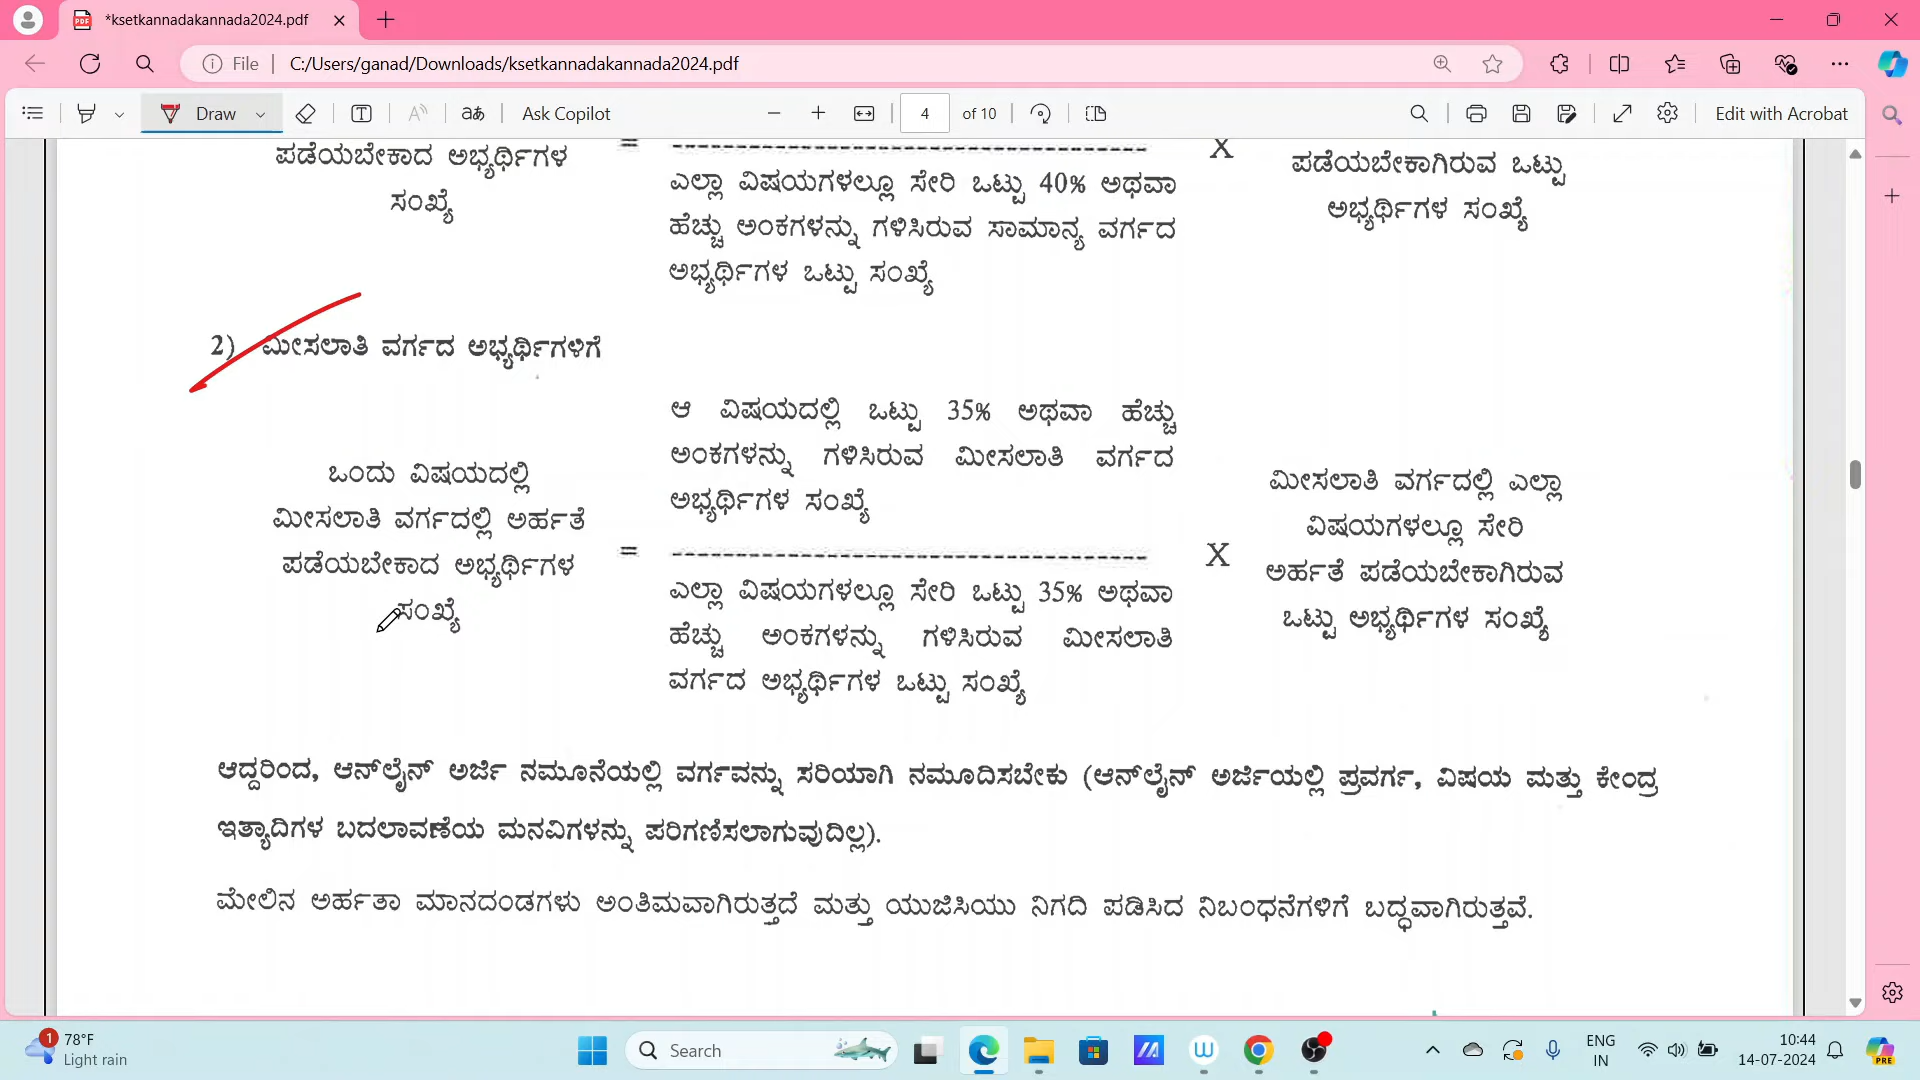 *ksetkannadakannada2024.pdf
File
C:/Users/ganad/Downloads/ksetkannadakannada2024.pdf
Draw
Ask Copilot
4
of 10
Edit with Acrobat
ಪಡೆಯಬೇಕಾದ ಅಭ್ಯರ್ಥಿಗಳ
ಸಂಖ್ಯೆ
=
ಎಲ್ಲಾ ವಿಷಯಗಳಲ್ಲೂ ಸೇರಿ ಒಟ್ಟು 40% ಅಥವಾ
ಹೆಚ್ಚು ಅಂಕಗಳನ್ನು ಗಳಿಸಿರುವ ಸಾಮಾನ್ಯ ವರ್ಗದ
ಅಭ್ಯರ್ಥಿಗಳ ಒಟ್ಟು ಸಂಖ್ಯೆ
X
ಪಡೆಯಬೇಕಾಗಿರುವ ಒಟ್ಟು
ಅಭ್ಯರ್ಥಿಗಳ ಸಂಖ್ಯೆ
2) ಮೀಸಲಾತಿ ವರ್ಗದ ಅಭ್ಯರ್ಥಿಗಳಿಗೆ
ಒಂದು ವಿಷಯದಲ್ಲಿ
ಮೀಸಲಾತಿ ವರ್ಗದಲ್ಲಿ ಅರ್ಹತೆ
ಪಡೆಯಬೇಕಾದ ಅಭ್ಯರ್ಥಿಗಳ
ಸಂಖ್ಯೆ
=
ಆ ವಿಷಯದಲ್ಲಿ ಒಟ್ಟು 35% ಅಥವಾ ಹೆಚ್ಚು
ಅಂಕಗಳನ್ನು ಗಳಿಸಿರುವ ಮೀಸಲಾತಿ ವರ್ಗದ
ಅಭ್ಯರ್ಥಿಗಳ ಸಂಖ್ಯೆ
ಎಲ್ಲಾ ವಿಷಯಗಳಲ್ಲೂ ಸೇರಿ ಒಟ್ಟು 35% ಅಥವಾ
ಹೆಚ್ಚು ಅಂಕಗಳನ್ನು ಗಳಿಸಿರುವ ಮೀಸಲಾತಿ
ವರ್ಗದ ಅಭ್ಯರ್ಥಿಗಳ ಒಟ್ಟು ಸಂಖ್ಯೆ
X
ಮೀಸಲಾತಿ ವರ್ಗದಲ್ಲಿ ಎಲ್ಲಾ
ವಿಷಯಗಳಲ್ಲೂ ಸೇರಿ
ಅರ್ಹತೆ ಪಡೆಯಬೇಕಾಗಿರುವ
ಒಟ್ಟು ಅಭ್ಯರ್ಥಿಗಳ ಸಂಖ್ಯೆ
ಆದ್ದರಿಂದ, ಆನ್‌ಲೈನ್ ಅರ್ಜಿ ನಮೂನೆಯಲ್ಲಿ ವರ್ಗವನ್ನು ಸರಿಯಾಗಿ ನಮೂದಿಸಬೇಕು (ಆನ್‌ಲೈನ್ ಅರ್ಜಿಯಲ್ಲಿ ಪ್ರವರ್ಗ, ವಿಷಯ ಮತ್ತು ಕೇಂದ್ರ
ಇತ್ಯಾದಿಗಳ ಬದಲಾವಣೆಯ ಮನವಿಗಳನ್ನು ಪರಿಗಣಿಸಲಾಗುವುದಿಲ್ಲ).
ಮೇಲಿನ ಅರ್ಹತಾ ಮಾನದಂಡಗಳು ಅಂತಿಮವಾಗಿರುತ್ತದೆ ಮತ್ತು ಯುಜಿಸಿಯು ನಿಗದಿ ಪಡಿಸಿದ ನಿಬಂಧನೆಗಳಿಗೆ ಬದ್ಧವಾಗಿರುತ್ತವೆ.
1
78°F
Light rain
Search
ENG
IN
10:44
14-07-2024
PRE